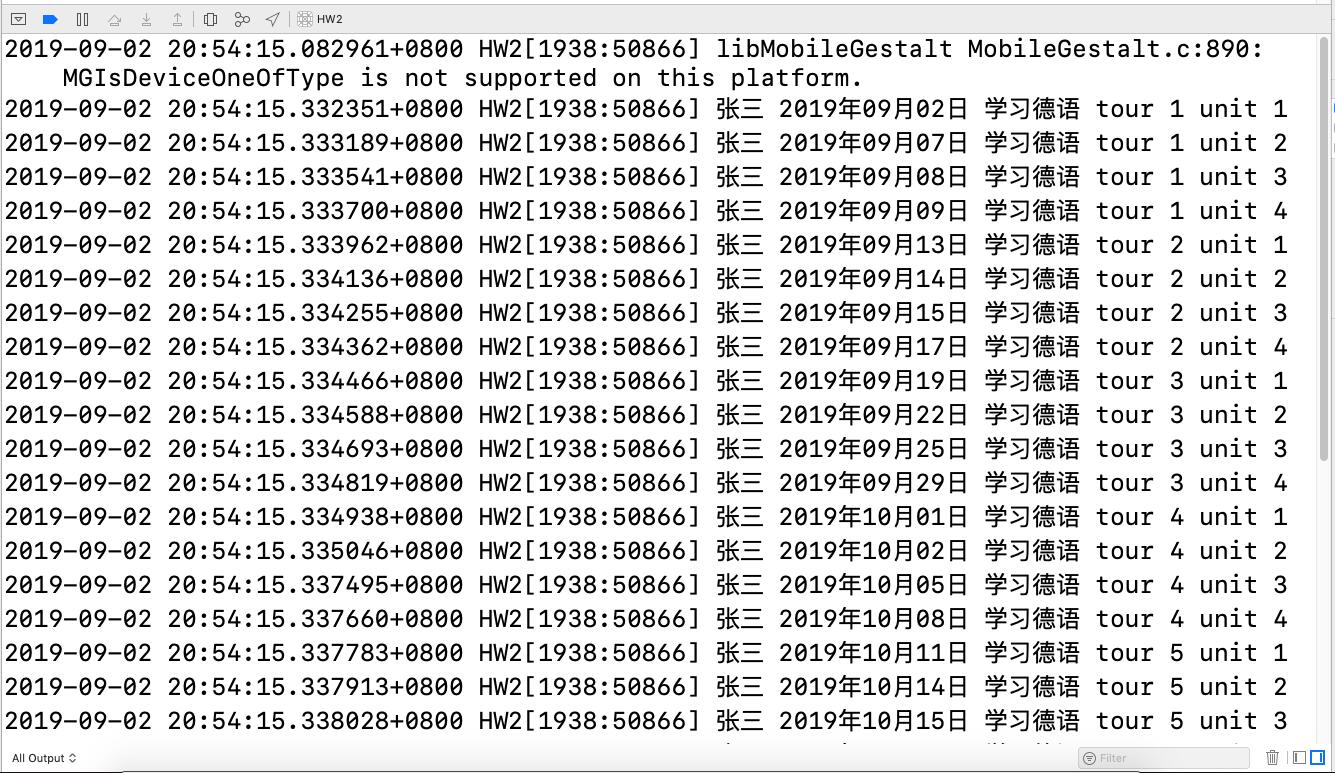 HW2
2019-09-02 20:54:15.082961+0800 HW2[1938:50866] libMobileGestalt MobileGestalt.c:890:
MGIsDeviceOneOfType is not supported on this platform.
2019-09-02 20:54:15.332351+0800 HW2[1938:50866] 张三 2019年09月02日 学习德语 tour 1 unit 1
2019-09-02 20:54:15.333189+0800 HW2[1938:50866] 张三 2019年09月07日 学习德语 tour 1 unit 2
2019-09-02 20:54:15.333541+0800 HW2[1938:50866] 张三 2019年09月08日 学习德语 tour 1 unit 3
2019-09-02 20:54:15.333700+0800 HW2[1938:50866] 张三 2019年09月09日 学习德语 tour 1 unit 4
2019-09-02 20:54:15.333962+0800 HW2[1938:50866] 张三 2019年09月13日 学习德语 tour 2 unit 1
2019-09-02 20:54:15.334136+0800 HW2[1938:50866] 张三 2019年09月14日 学习德语 tour 2 unit 2
2019-09-02 20:54:15.334255+0800 HW2[1938:50866] 张三 2019年09月15日 学习德语 tour 2 unit 3
2019-09-02 20:54:15.334362+0800 HW2[1938:50866] 张三 2019年09月17日 学习德语 tour 2 unit 4
2019-09-02 20:54:15.334466+0800 HW2[1938:50866] 张三 2019年09月19日 学习德语 tour 3 unit 1
2019-09-02 20:54:15.334588+0800 HW2[1938:50866] 张三 2019年09月22日 学习德语 tour 3 unit 2
2019-09-02 20:54:15.334693+0800 HW2[1938:50866] 张三 2019年09月25日 学习德语 tour 3 unit 3
2019-09-02 20:54:15.334819+0800 HW2[1938:50866] 张三 2019年09月29日 学习德语 tour 3 unit 4
2019-09-02 20:54:15.334938+0800 HW2[1938:50866] 张三 2019年10月01日 学习德语 tour 4 unit 1
2019-09-02 20:54:15.335046+0800 HW2[1938:50866] 张三 2019年10月02日 学习德语 tour 4 unit 2
2019-09-02 20:54:15.337495+0800 HW2[1938:50866] 张三 2019年10月05日 学习德语 tour 4 unit 3
2019-09-02 20:54:15.337660+0800 HW2[1938:50866] 张三 2019年10月08日 学习德语 tour 4 unit 4
2019-09-02 20:54:15.337783+0800 HW2[1938:50866] 张三 2019年10月11日 学习德语 tour 5 unit 1
2019-09-02 20:54:15.337913+0800 HW2[1938:50866] 张三 2019年10月14日 学习德语 tour 5 unit 2
2019-09-02 20:54:15.338028+0800 HW2[1938:50866] 张三 2019年10月15日 学习德语 tour 5 unit 3
All Output
Filter